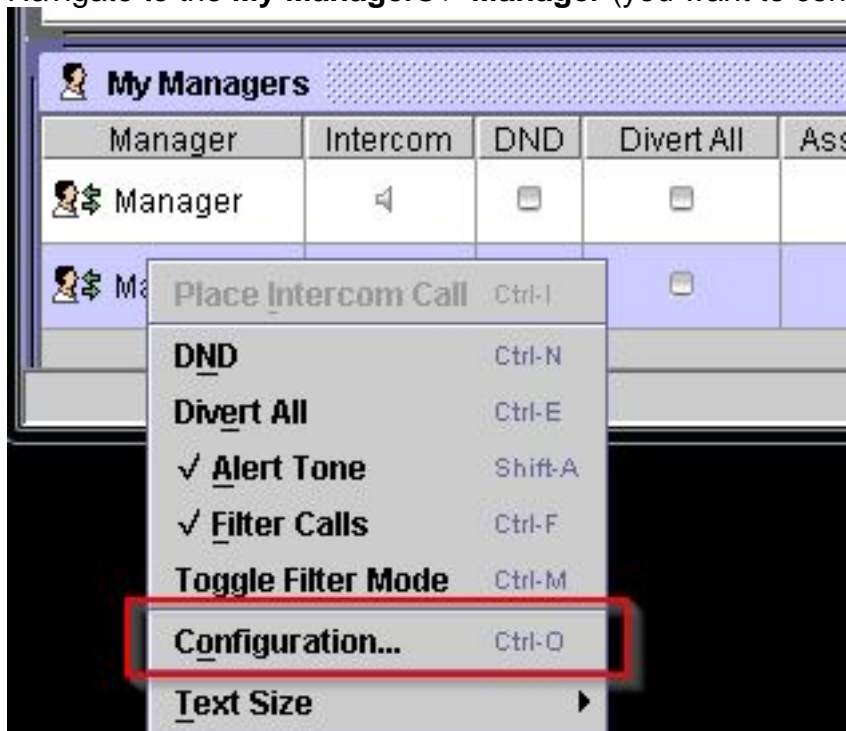 My Managers
Manager Intercom DND Divert All Ass
Manager
Place Intercom Call Ctrl-I
DND Ctrl-N
Divert All Ctrl-E
√ Alert Tone Shift-A
√ Filter Calls Ctrl-F
Toggle Filter Mode Ctrl-M
Configuration... Ctrl-O
Text Size